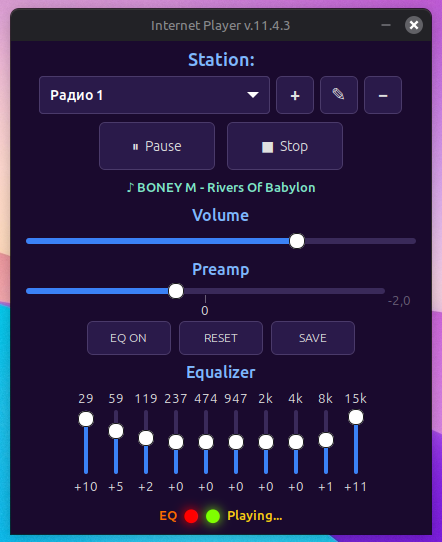 Internet Player v.11.4.3
Station:
Радио 1
+ ✎ −
⏸ Pause ⏹ Stop
♪ BONEY M - Rivers Of Babylon
Volume
Preamp
-2,0
0
EQ ON RESET SAVE
Equalizer
29 59 119 237 474 947 2k 4k 8k 15k
+10 +5 +2 +0 +0 +0 +0 +0 +1 +11
EQ Playing...